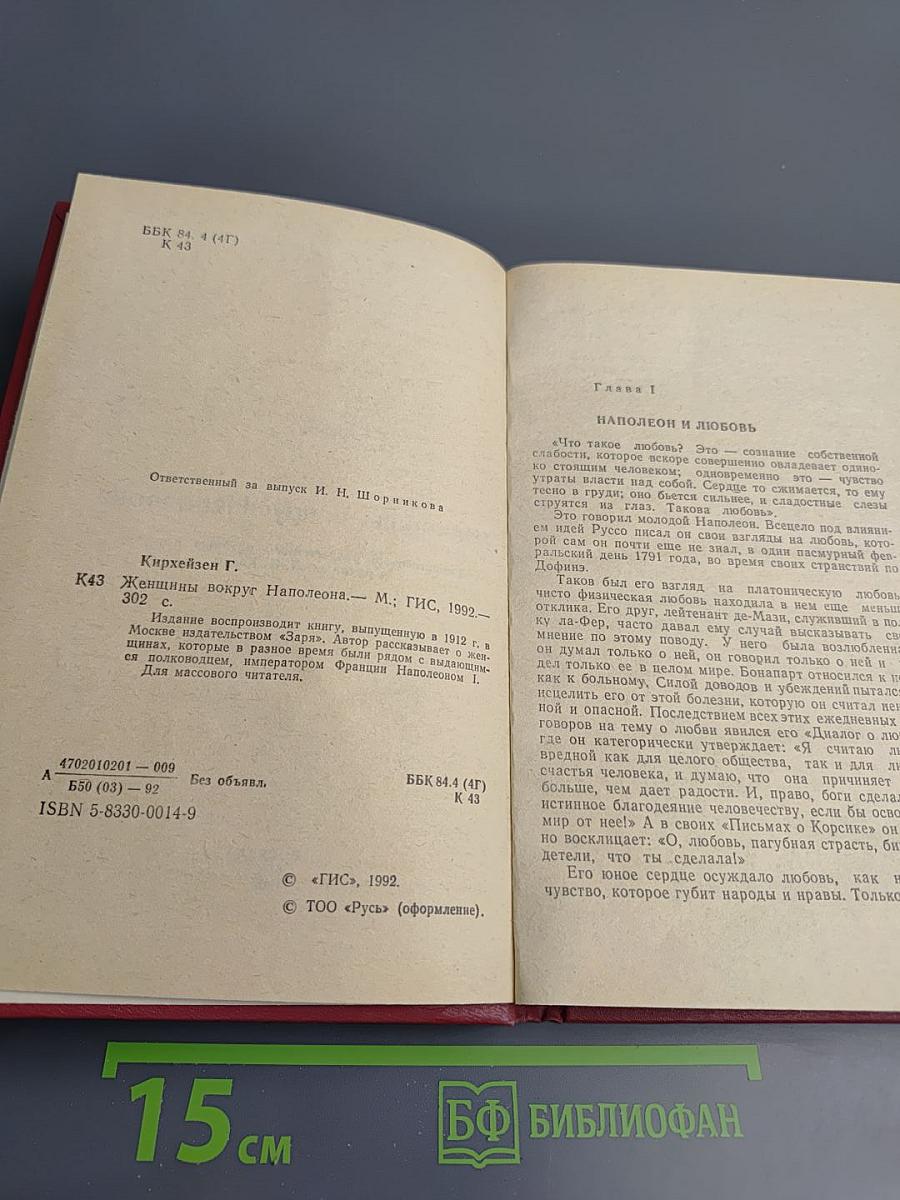 ББК 84. 4 (4Г)
К 43
Ответственный за выпуск И. Н. Шорникова
Кирхейзен Г.
К43 Женщины вокруг Наполеона.— М.; ГИС, 1992.—
302 с.
Издание воспроизводит книгу, выпущенную в 1912 г. в
Москве издательством «Заря». Автор рассказывает о жен-
щинах, которые в разное время были рядом с выдающим-
ся полководцем, императором Франции Наполеоном I.
Для массового читателя.
А 4702010201 — 009
Б50 (03) — 92
Без объявл.
ББК 84.4 (4Г)
К 43
ISBN 5-8330-0014-9
© «ГИС», 1992.
© ТОО «Русь» (оформление).
Глава I
НАПОЛЕОН И ЛЮБОВЬ
«Что такое любовь? Это — сознание собственной
слабости, которое вскоре совершенно овладевает одино-
ко стоящим человеком; одновременно это — чувство
утраты власти над собой. Сердце то сжимается, то ему
тесно в груди; оно бьется сильнее, и сладостные слезы
струятся из глаз. Такова любовь».
Это говорил молодой Наполеон. Всецело под влияни-
ем идей Руссо писал он свои взгляды на любовь, кото-
рой сам он почти еще не знал, в один пасмурный фев-
ральский день 1791 года, во время своих странствий по
Дофинэ.
Таков был его взгляд на платоническую любовь
чисто физическая любовь находила в нем еще меньш
отклика. Его друг, лейтенант де-Мази, служивший в пол
ку ла-Фер, часто давал ему случай высказывать сво
мнение по этому поводу. У него была возлюбленна
он думал только о ней, он говорил только о ней и
дел только ее в целом мире. Бонапарт относился к не
как к больному. Силой доводов и убеждений пытался
исцелить его от этой болезни, которую он считал нен
ной и опасной. Последствием всех этих ежедневных
говоров на тему о любви явился его «Диалог о лю
где он категорически утверждает: «Я считаю лю
вредной как для целого общества, так и для ли
счастья человека, и думаю, что она причиняет
больше, чем дает радости. И, право, боги сделал
истинное благодеяние человечеству, если бы осво
мир от нее!» А в своих «Письмах о Корсике» он
но восклицает: «О, любовь, пагубная страсть, би
детели, что ты сделала!»
Его юное сердце осуждало любовь, как н
чувство, которое губит народы и нравы. Только
15 см
БФ БИБЛИОФАН